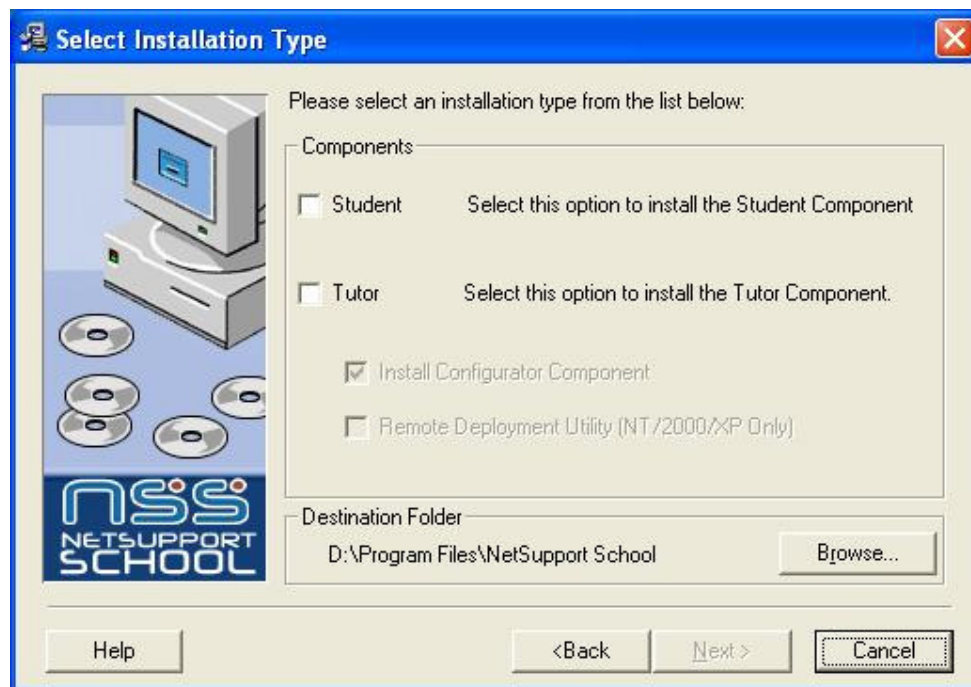 Select Installation Type
Please select an installation type from the list below:
Components
Student Select this option to install the Student Component
Tutor Select this option to install the Tutor Component.
Install Configurator Component
Remote Deployment Utility (NT/2000/XP Only)
nss
NETSUPPORT
SCHOOL
Destination Folder
D:\Program Files\NetSupport School
Browse...
Help
<Back
Next >
Cancel